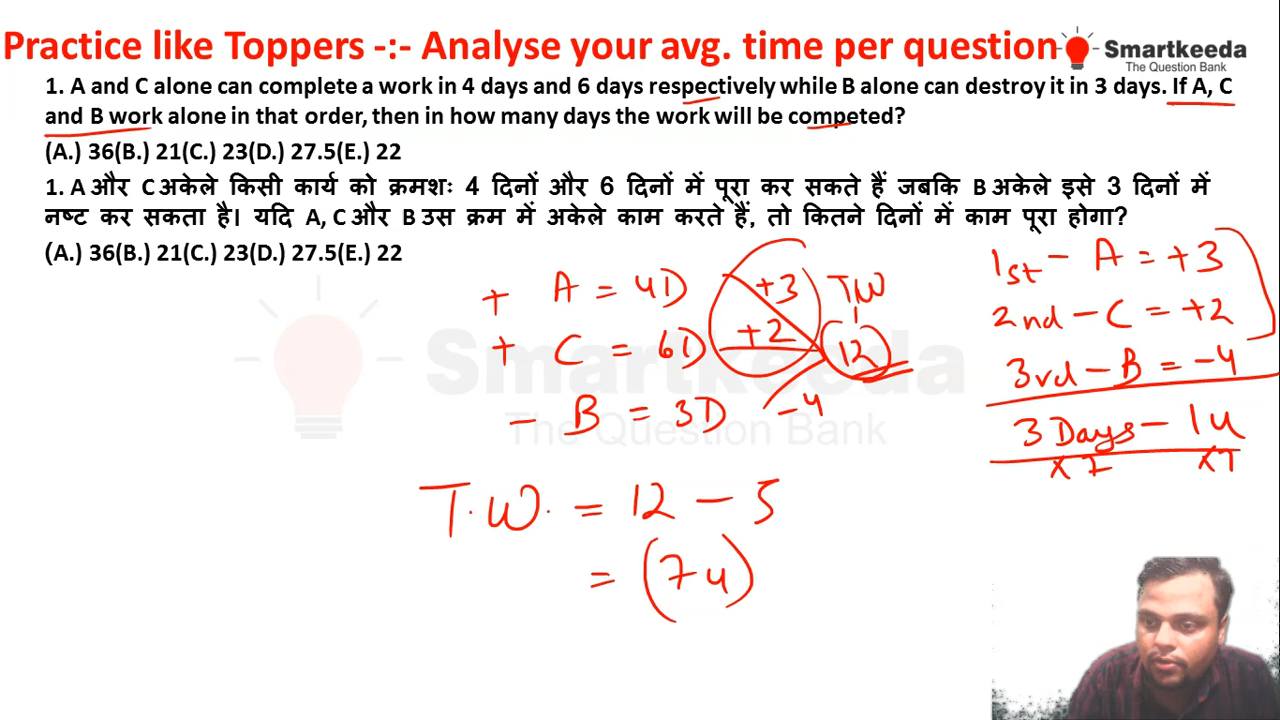 Practice like Toppers -:- Analyse your avg. time per question
Smartkeeda
The Question Bank
1. A and C alone can complete a work in 4 days and 6 days respectively while B alone can destroy it in 3 days. If A, C
and B work alone in that order, then in how many days the work will be competed?
(A.) 36(B.) 21(C.) 23(D.) 27.5(E.) 22
1. A और C अकेले किसी कार्य को क्रमशः 4 दिनों और 6 दिनों में पूरा कर सकते हैं जबकि B अकेले इसे 3 दिनों में
नष्ट कर सकता है। यदि A, C और B उस क्रम में अकेले काम करते हैं, तो कितने दिनों में काम पूरा होगा?
(A.) 36(B.) 21(C.) 23(D.) 27.5(E.) 22
+ A = 4D +3 TW
+ C = 6D +2 12
- B = 3D -4
1st - A = +3
2nd - C = +2
3rd - B = -4
3 Days - 1u
x7 x7
T.W. = 12 - 5
= (7u)
Smartkeeda
The Question Bank